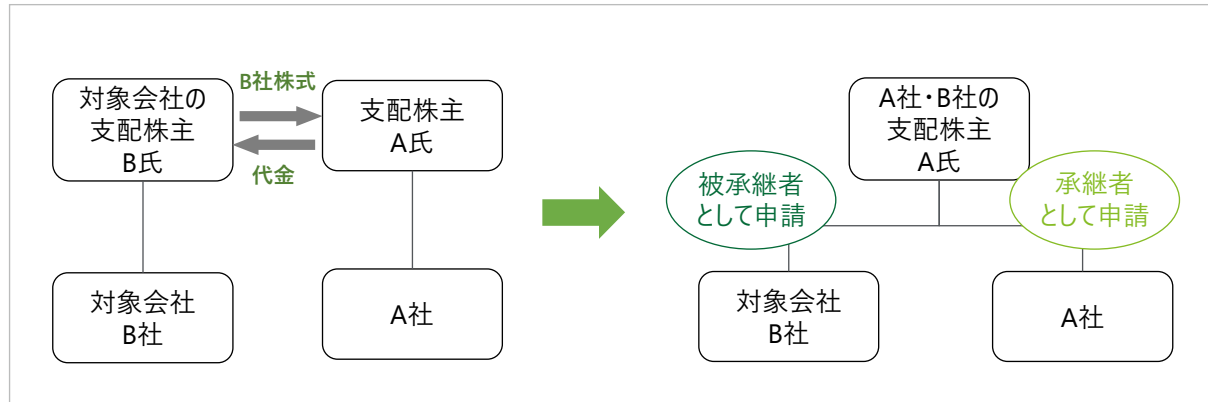 B社株式
対象会社の
支配株主
B氏
支配株主
A氏
代金
対象会社
B社
A社
A社・B社の
支配株主
A氏
被承継者
として申請
承継者
として申請
対象会社
B社
A社